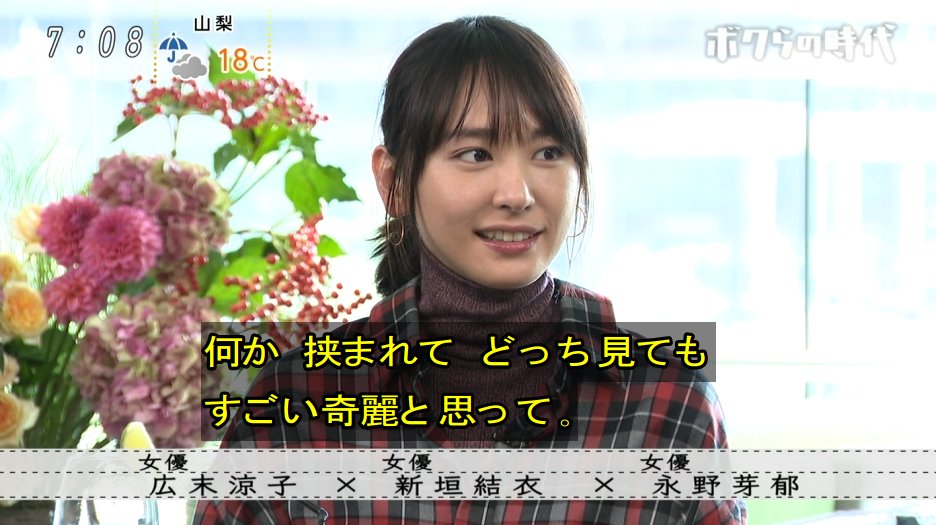 7:08
山梨
18℃
ボクらの時代
何か 挟まれて どっち見ても
すごい奇麗と思って。
女優 女優 女優
広末涼子 × 新垣結衣 × 永野芽郁